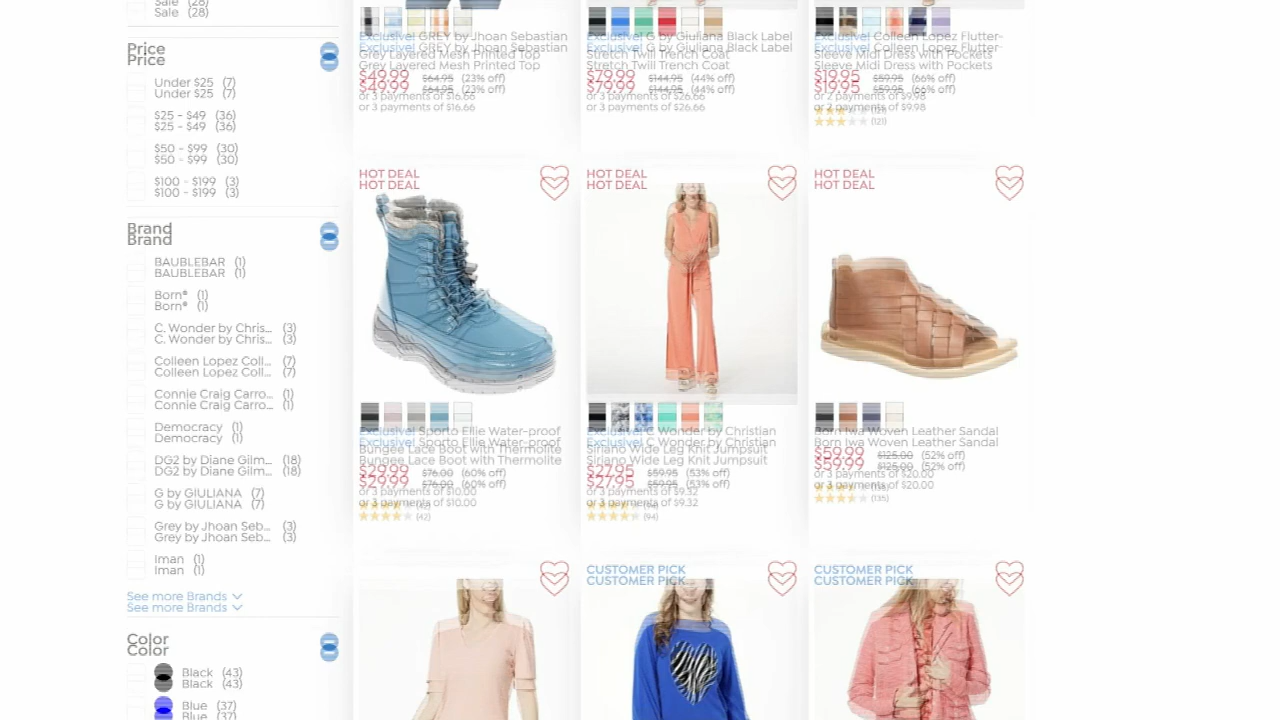 Sale (28)
Price
Under $25 (7)
$25 - $49 (36)
$50 - $99 (30)
$100 - $199 (3)
Brand
BAUBLEBAR (1)
Born® (1)
C. Wonder by Chris... (3)
Colleen Lopez Coll... (7)
Connie Craig Carro... (1)
Democracy (1)
DG2 by Diane Gilm... (18)
G by GIULIANA (7)
Grey by Jhoan Seb... (3)
Iman (1)
See more Brands
Color
Black (43)
Blue (37)
Exclusive! GREY by Jhoan Sebastian
Grey Layered Mesh Printed Top
$49.99 $64.95 (23% off)
or 3 payments of $16.66
Exclusive! G by Giuliana Black Label
Stretch Twill Trench Coat
$79.99 $144.95 (44% off)
or 3 payments of $26.66
Exclusive! Colleen Lopez Flutter-
Sleeve Midi Dress with Pockets
$19.95 $59.95 (66% off)
or 2 payments of $9.98
(121)
HOT DEAL
Exclusive! Sporto Ellie Water-proof
Bungee Lace Boot with Thermolite
$29.99 $76.00 (60% off)
or 3 payments of $10.00
(42)
HOT DEAL
Exclusive! C Wonder by Christian
Siriano Wide Leg Knit Jumpsuit
$27.95 $59.95 (53% off)
or 3 payments of $9.32
(94)
HOT DEAL
Born Iwa Woven Leather Sandal
$59.99 $125.00 (52% off)
or 3 payments of $20.00
(135)
CUSTOMER PICK
CUSTOMER PICK